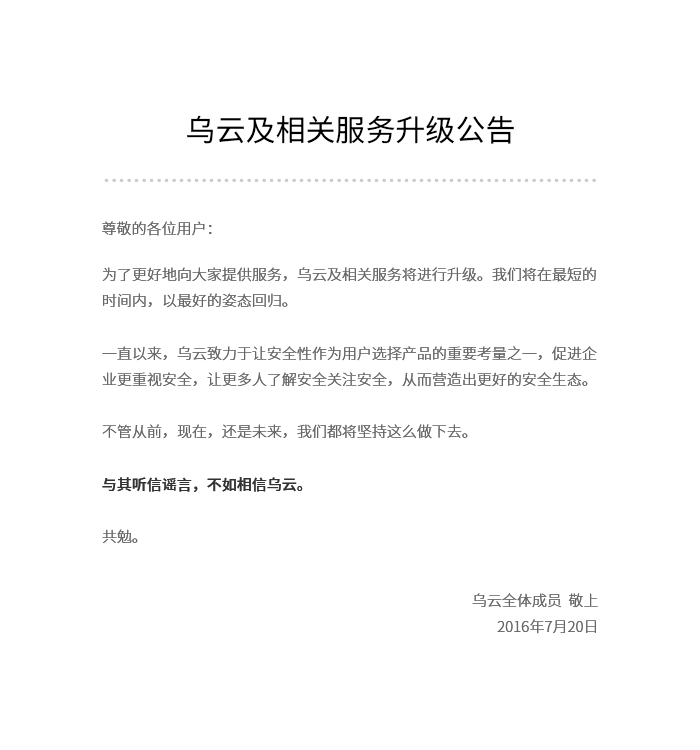 乌云及相关服务升级公告
尊敬的各位用户：
为了更好地向大家提供服务，乌云及相关服务将进行升级。我们将在最短的
时间内，以最好的姿态回归。
一直以来，乌云致力于让安全性作为用户选择产品的重要考量之一，促进企
业更重视安全，让更多人了解安全关注安全，从而营造出更好的安全生态。
不管从前，现在，还是未来，我们都将坚持这么做下去。
与其听信谣言，不如相信乌云。
共勉。
乌云全体成员 敬上
2016年7月20日